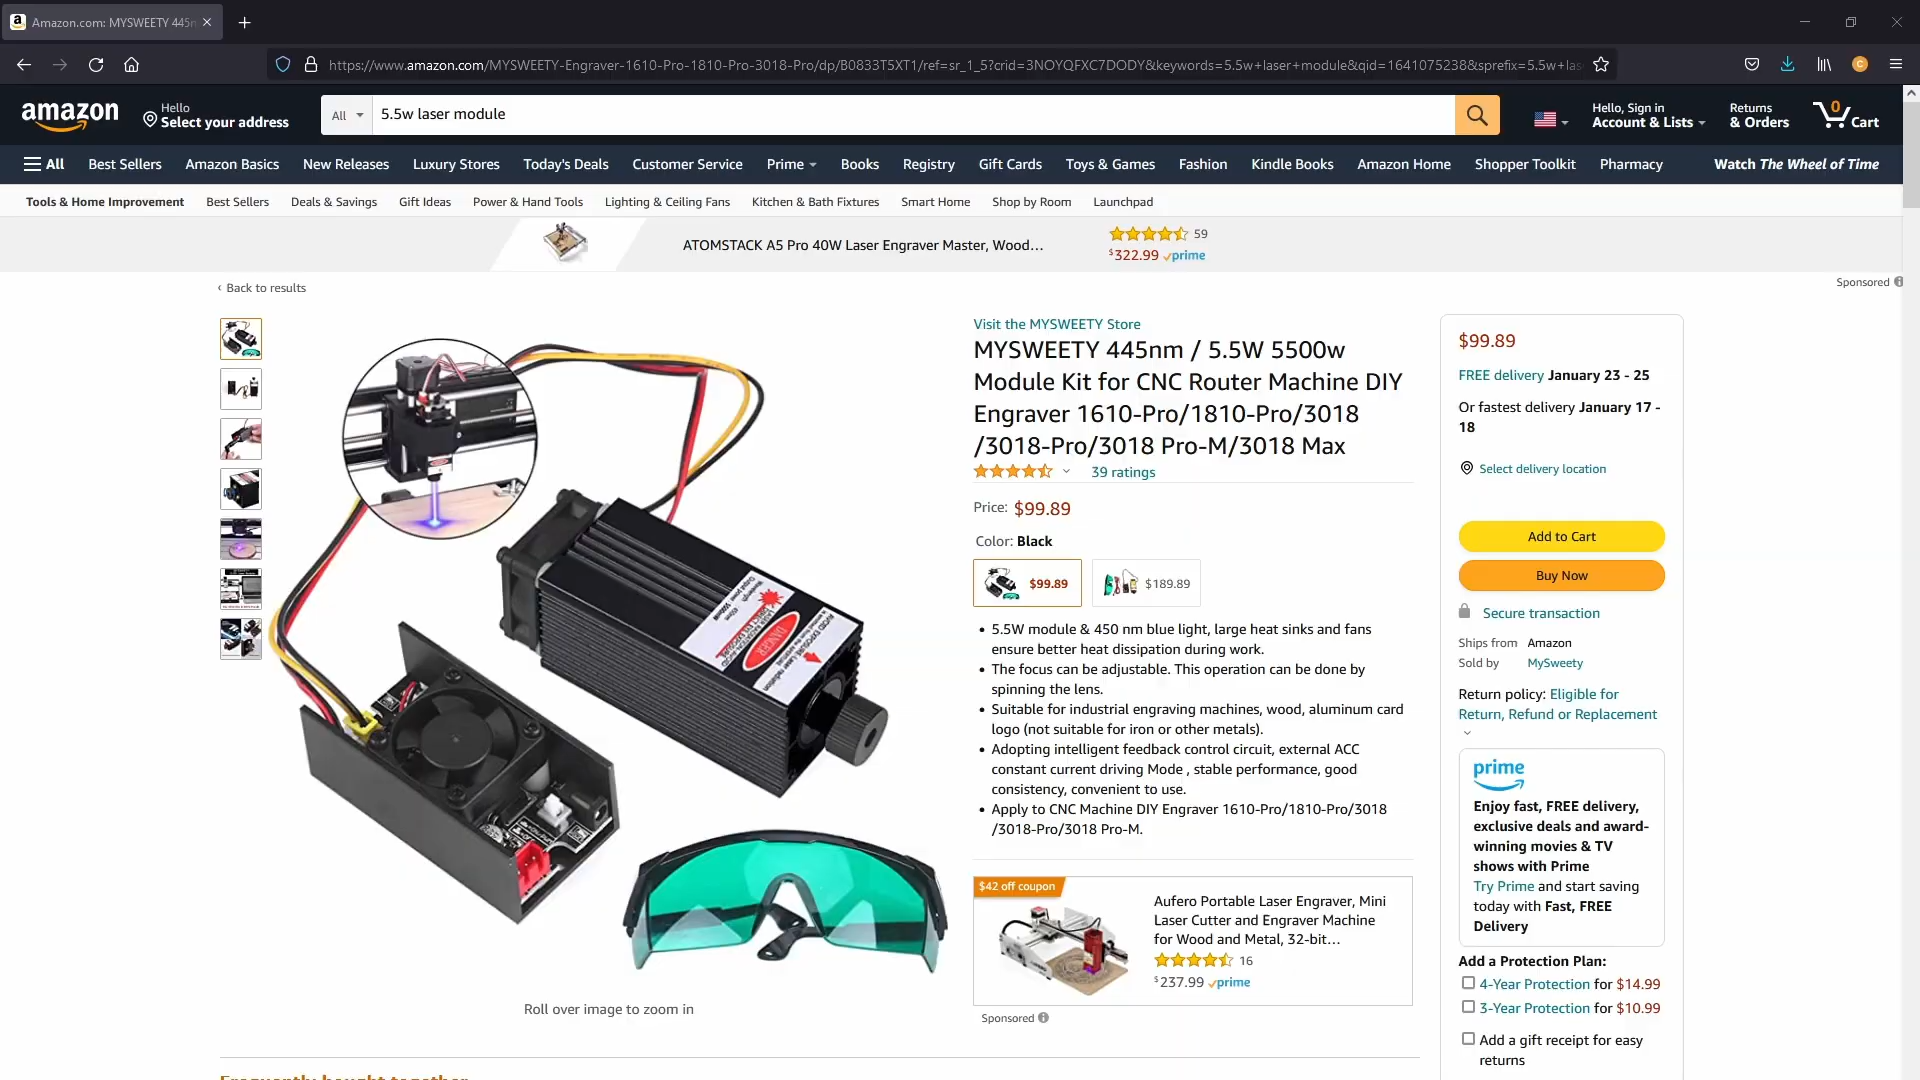 Amazon.com: MYSWEETY 445n
https://www.amazon.com/MYSWEETY-Engraver-1610-Pro-1810-Pro-3018-Pro/dp/B0833T5XT1/ref=sr_1_5?crid=3NOYQFXC7DODY&keywords=5.5w+laser+module&qid=1641075238&sprefix=5.5w+las
C
amazon
Hello
Select your address
All
5.5w laser module
Hello, Sign in
Account & Lists
Returns
& Orders
0
Cart
All
Best Sellers
Amazon Basics
New Releases
Luxury Stores
Today's Deals
Customer Service
Prime
Books
Registry
Gift Cards
Toys & Games
Fashion
Kindle Books
Amazon Home
Shopper Toolkit
Pharmacy
Watch The Wheel of Time
Tools & Home Improvement
Best Sellers
Deals & Savings
Gift Ideas
Power & Hand Tools
Lighting & Ceiling Fans
Kitchen & Bath Fixtures
Smart Home
Shop by Room
Launchpad
ATOMSTACK A5 Pro 40W Laser Engraver Master, Wood…
59
$322.99 prime
Sponsored
‹ Back to results
Visit the MYSWEETY Store
MYSWEETY 445nm / 5.5W 5500w
Module Kit for CNC Router Machine DIY
Engraver 1610-Pro/1810-Pro/3018
/3018-Pro/3018 Pro-M/3018 Max
39 ratings
Price: $99.89
Color: Black
$99.89
$189.89
• 5.5W module & 450 nm blue light, large heat sinks and fans
ensure better heat dissipation during work.
• The focus can be adjustable. This operation can be done by
spinning the lens.
• Suitable for industrial engraving machines, wood, aluminum card
logo (not suitable for iron or other metals).
• Adopting intelligent feedback control circuit, external ACC
constant current driving Mode , stable performance, good
consistency, convenient to use.
• Apply to CNC Machine DIY Engraver 1610-Pro/1810-Pro/3018
/3018-Pro/3018 Pro-M.
$42 off coupon
Aufero Portable Laser Engraver, Mini
Laser Cutter and Engraver Machine
for Wood and Metal, 32-bit…
16
$237.99 prime
Sponsored
DANGER
Roll over image to zoom in
$99.89
FREE delivery January 23 - 25
Or fastest delivery January 17 -
18
Select delivery location
Add to Cart
Buy Now
Secure transaction
Ships from Amazon
Sold by MySweety
Return policy: Eligible for
Return, Refund or Replacement
prime
Enjoy fast, FREE delivery,
exclusive deals and award-
winning movies & TV
shows with Prime
Try Prime and start saving
today with Fast, FREE
Delivery
Add a Protection Plan:
4-Year Protection for $14.99
3-Year Protection for $10.99
Add a gift receipt for easy
returns